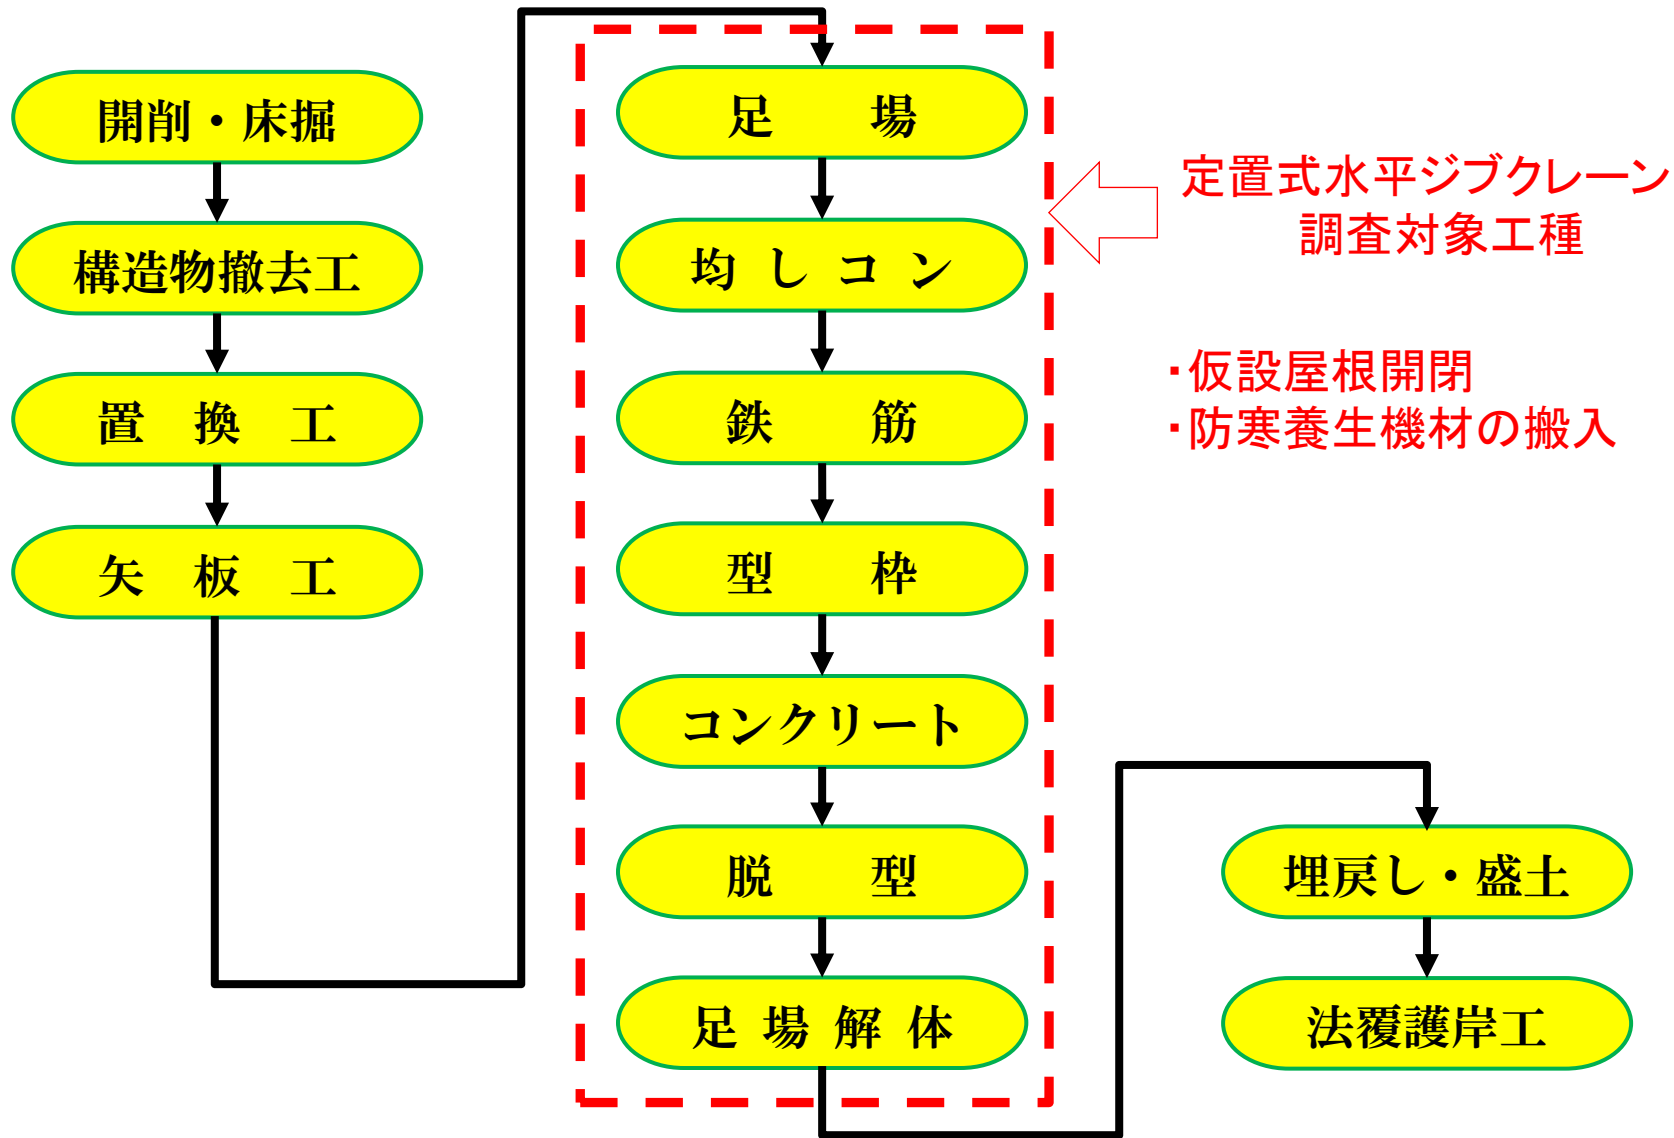 開削・床掘
構造物撤去工
置 換 工
矢 板 工
足 場
均 し コ ン
鉄 筋
型 枠
コンクリート
脱 型
足 場 解 体
埋戻し・盛土
法覆護岸工
定置式水平ジブクレーン
調査対象工種
・仮設屋根開閉
・防寒養生機材の搬入